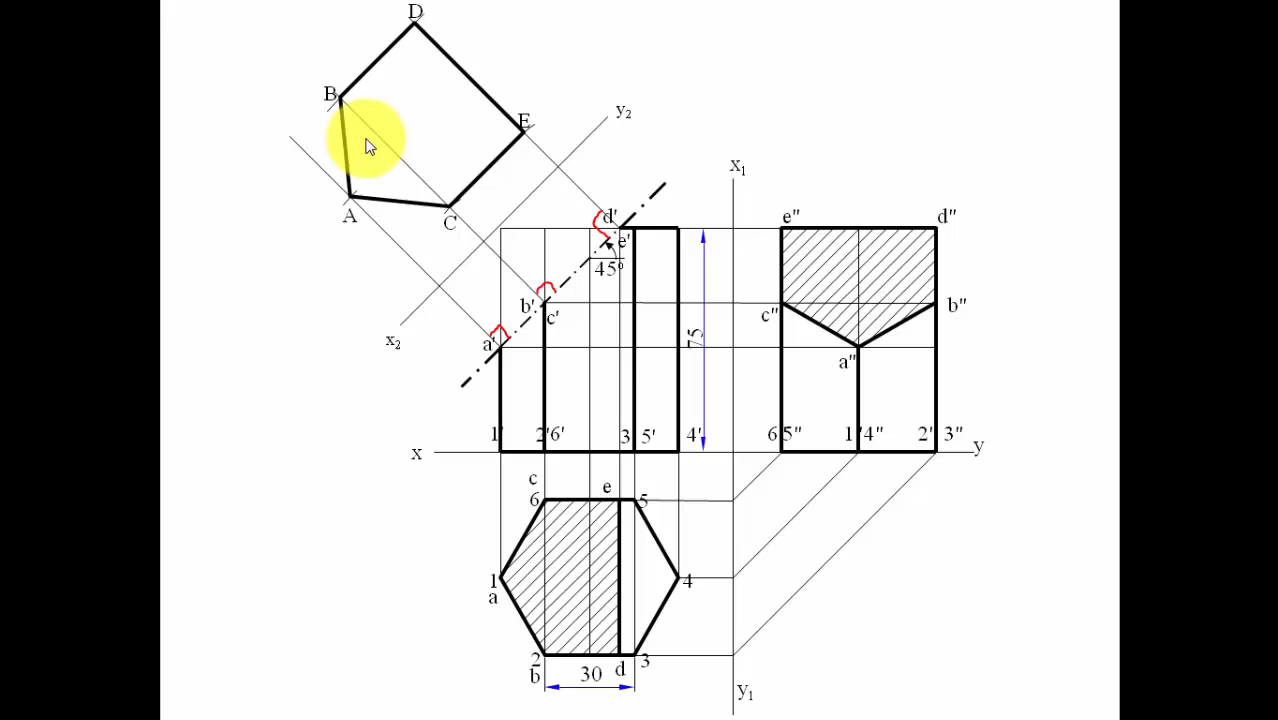 D
B
E
y2
A
C
x1
d'
e"
d"
e'
45°
b'
c'
c"
b"
x2
a'
75
a"
1'
2'6'
3 5'
4'
6 5"
1' 4"
2' 3"
x
y
c
e
6
5
1
4
a
2
3
b
30
d
y1